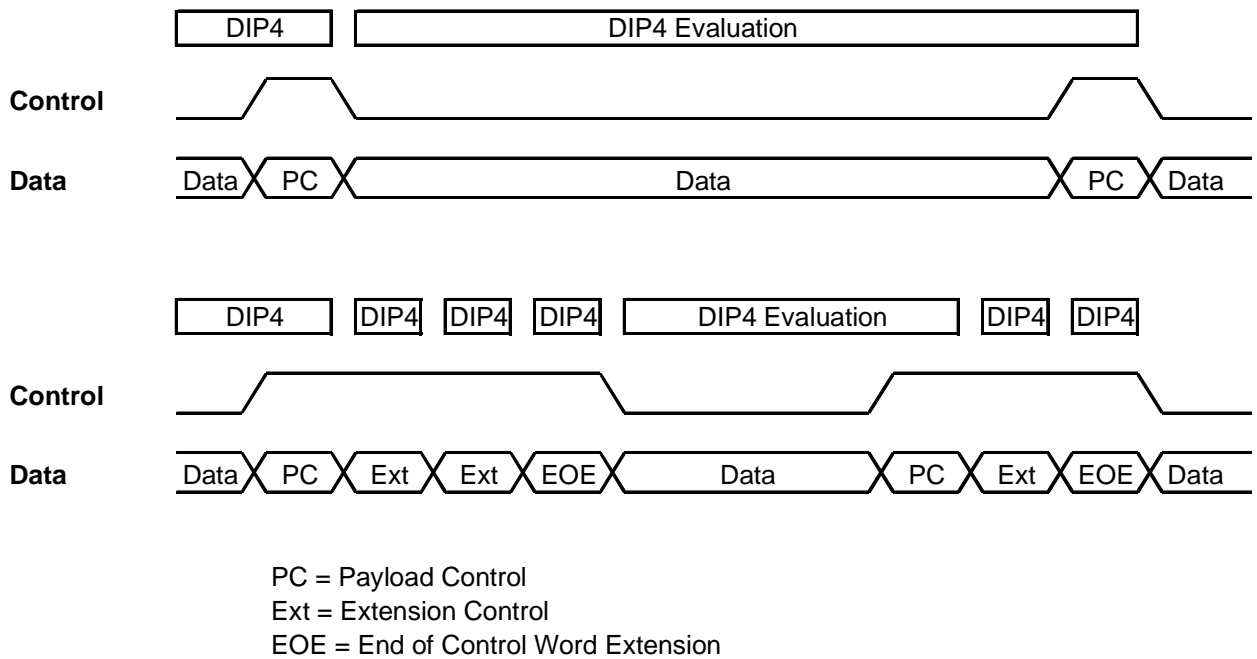 DIP4 DIP4 Evaluation
Control
Data Data PC Data PC Data
DIP4 DIP4 DIP4 DIP4 DIP4 Evaluation DIP4 DIP4
Control
Data Data PC Ext Ext EOE Data PC Ext EOE Data
PC = Payload Control
Ext = Extension Control
EOE = End of Control Word Extension